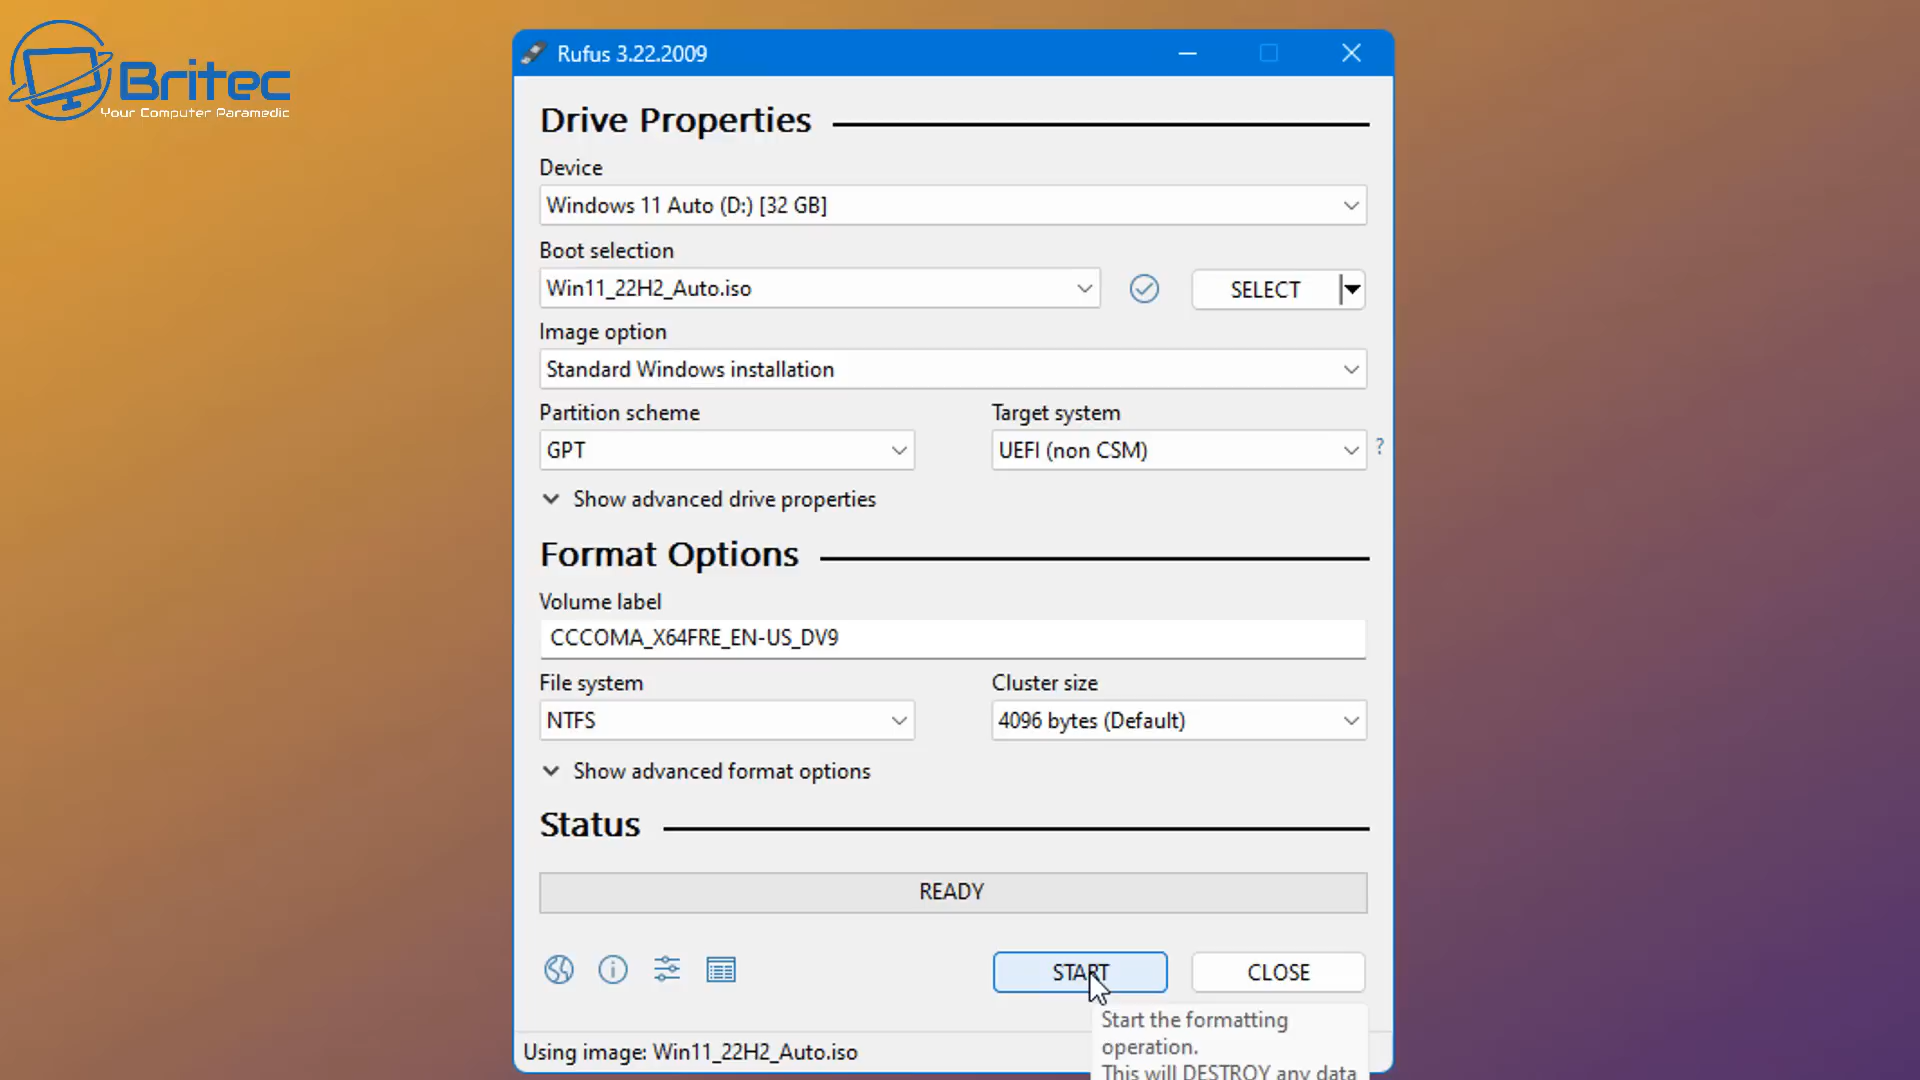 Britec
Your Computer Paramedic
Rufus 3.22.2009
Drive Properties
Device
Windows 11 Auto (D:) [32 GB]
Boot selection
Win11_22H2_Auto.iso
SELECT
Image option
Standard Windows installation
Partition scheme
Target system
GPT
UEFI (non CSM)
?
Show advanced drive properties
Format Options
Volume label
CCCOMA_X64FRE_EN-US_DV9
File system
Cluster size
NTFS
4096 bytes (Default)
Show advanced format options
Status
READY
START
CLOSE
Start the formatting
operation.
This will DESTROY any data
Using image: Win11_22H2_Auto.iso